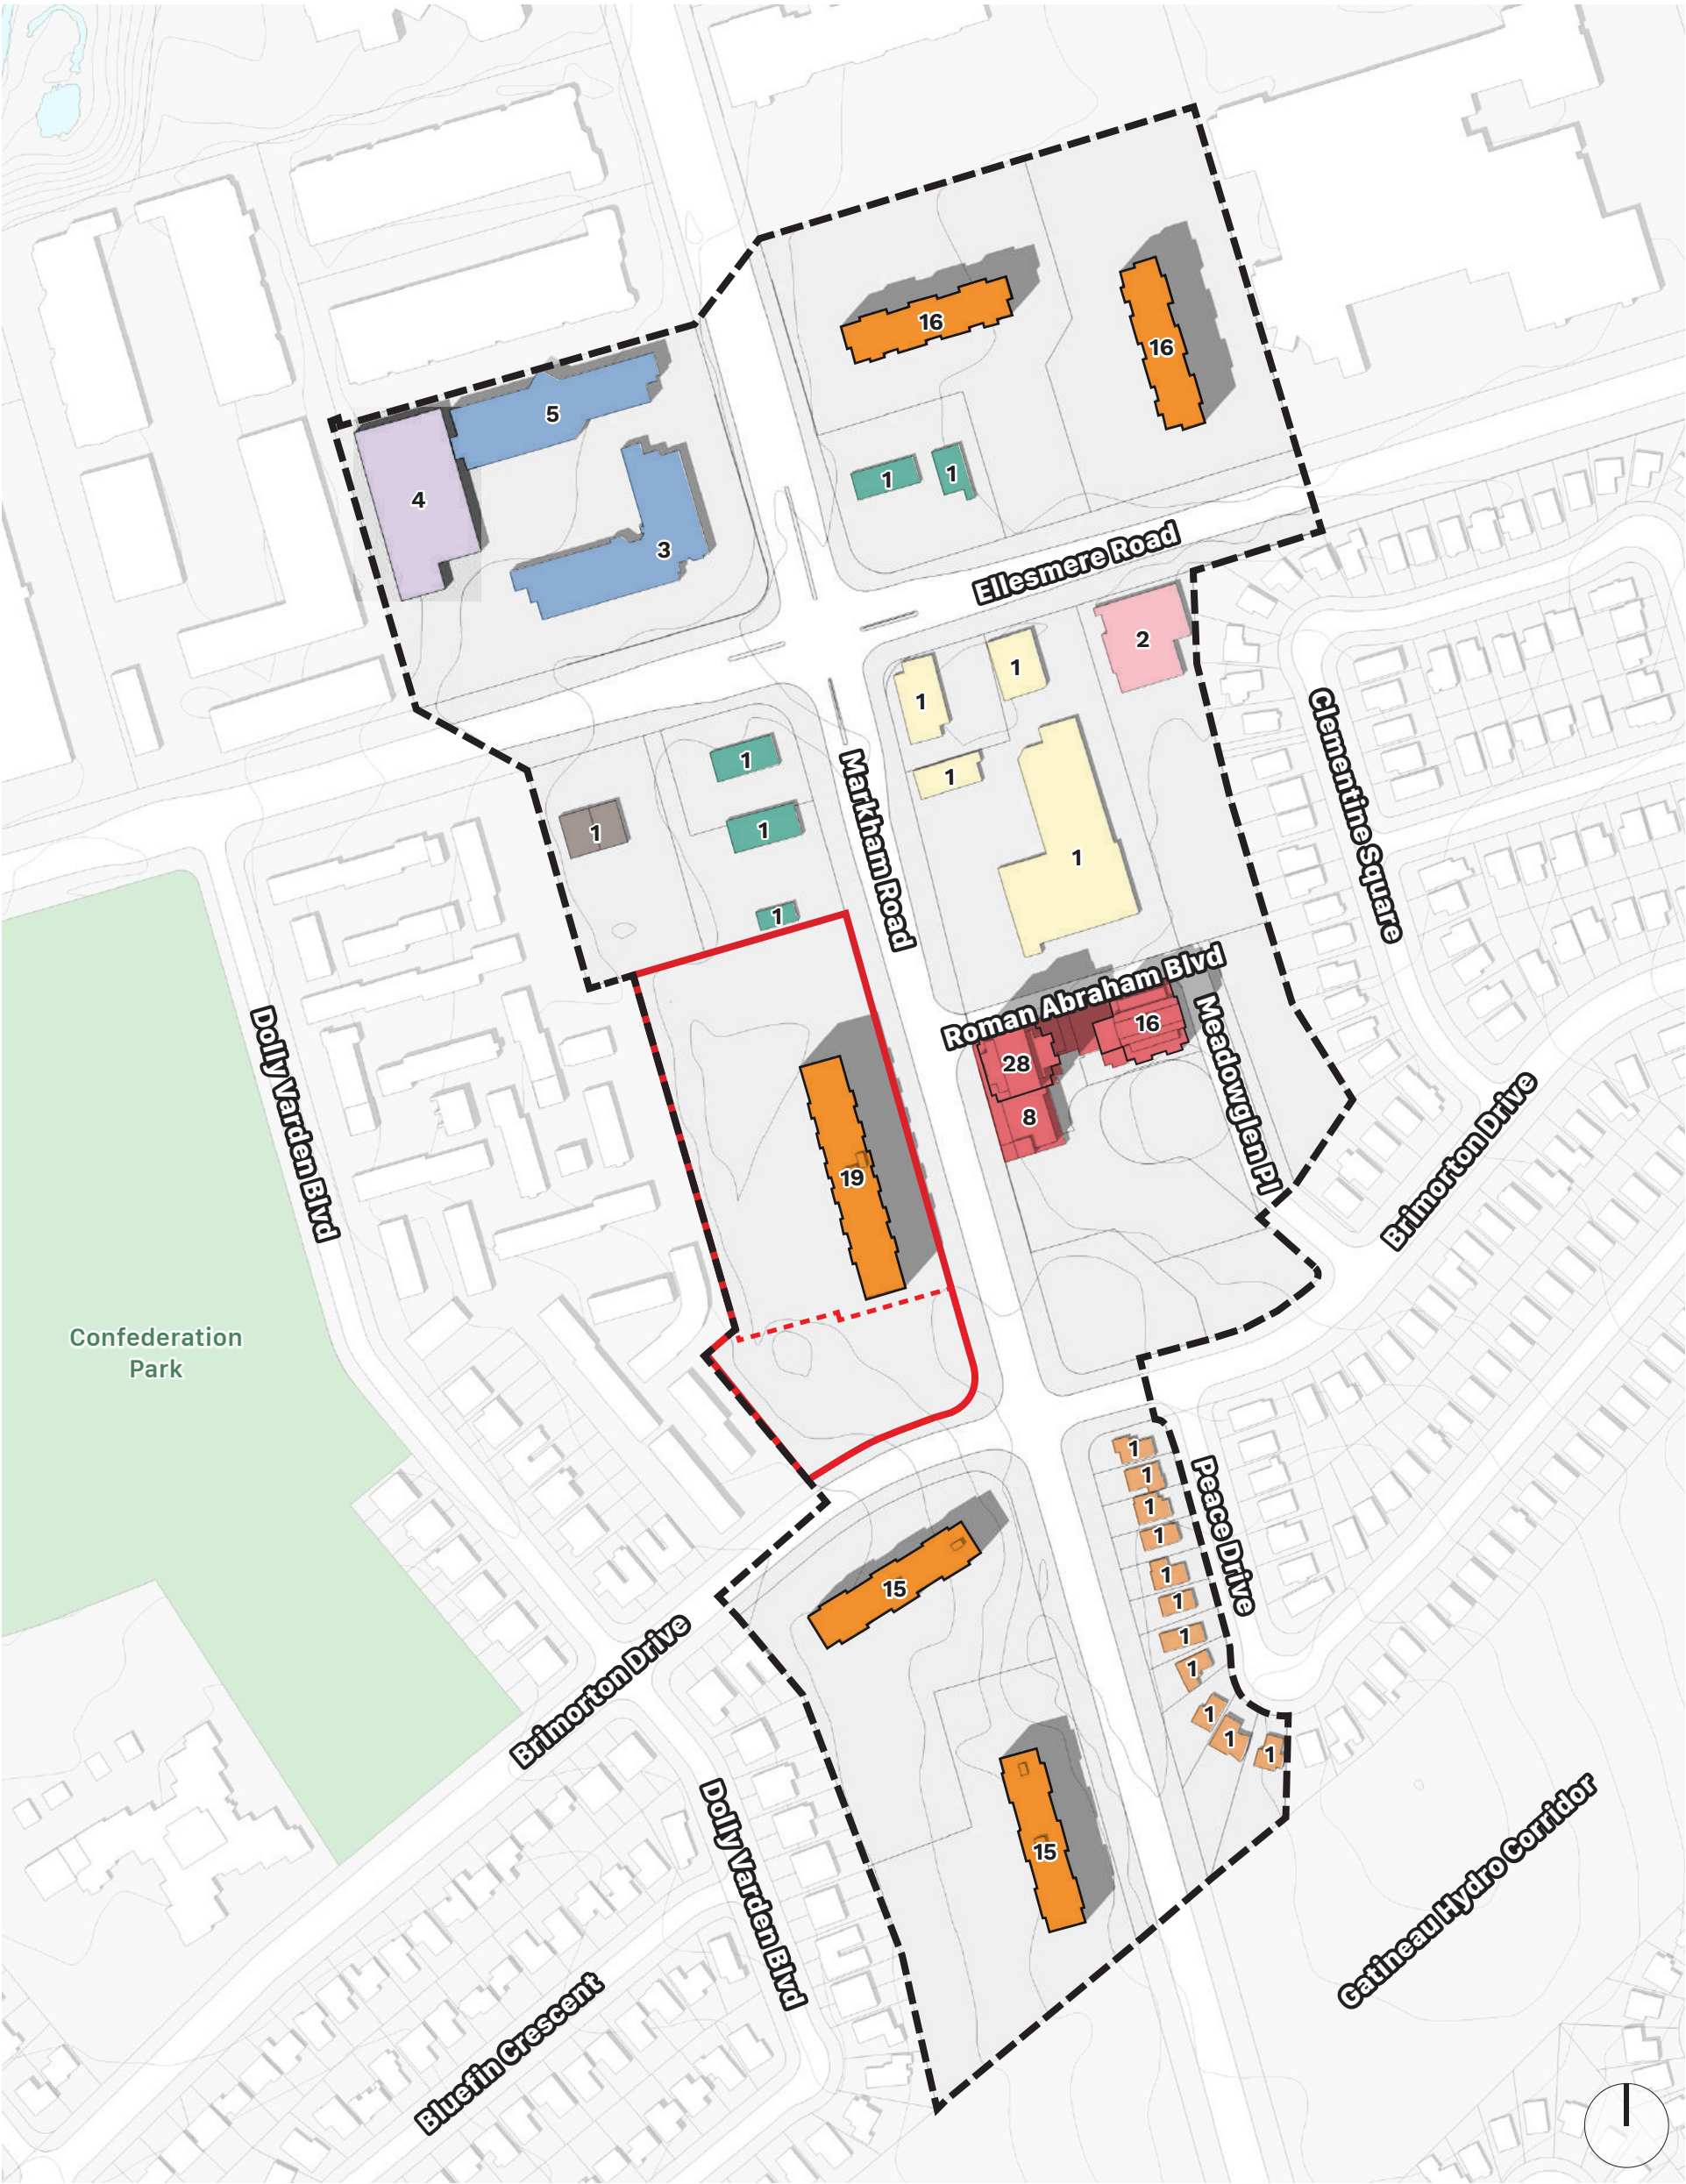 16
16
5
4
3
1
1
Ellesmere Road
2
1
1
1
1
Markham Road
Clementine Square
1
1
1
1
Roman Abraham Blvd
16
28
8
Meadowglen Pl
Dolly Varden Blvd
19
Brimorton Drive
Confederation
Park
1
1
1
1
1
1
1
1
1
1
1
Peace Drive
15
Brimorton Drive
15
Dolly Varden Blvd
Gatineau Hydro Corridor
Bluefin Crescent